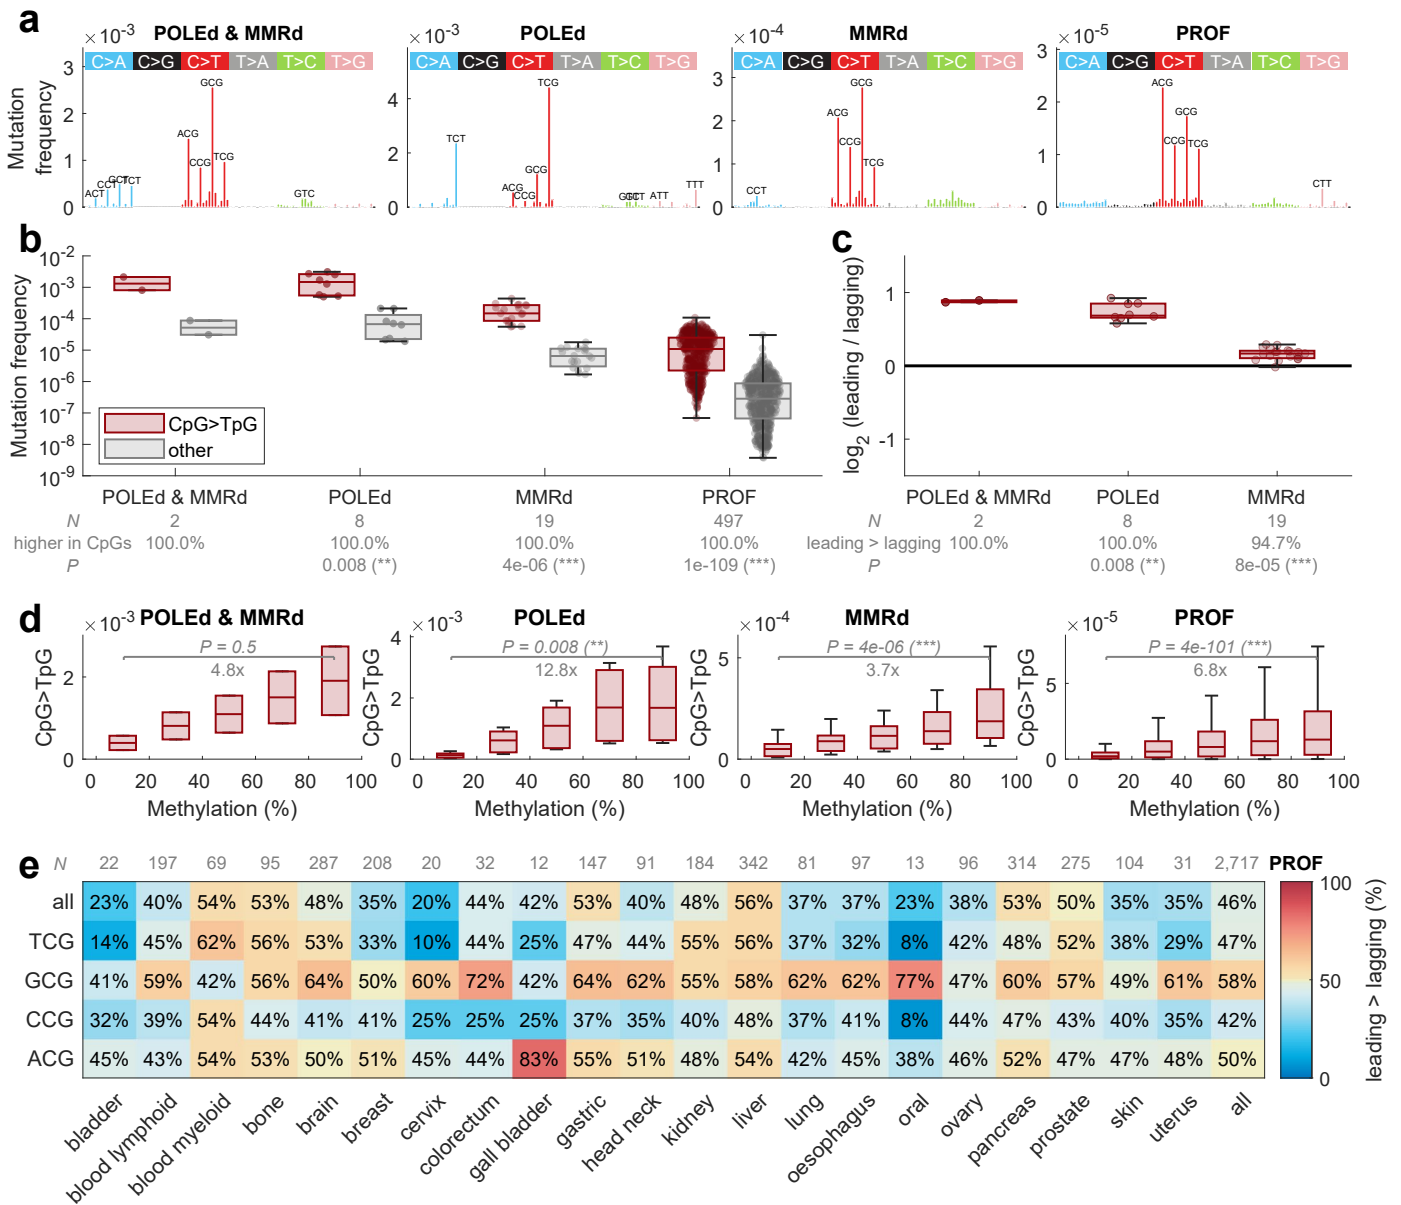 a
×10⁻³ POLEd & MMRd
C>A C>G C>T T>A T>C T>G
Mutation frequency
3
2
1
0
ACT CCT GCT TCT ACG CCG GCG TCG GTC
×10⁻³ POLEd
C>A C>G C>T T>A T>C T>G
4
2
0
TCT ACG CCG GCG TCG ATT TTT
×10⁻⁴ MMRd
C>A C>G C>T T>A T>C T>G
3
2
1
0
CCT ACG CCG GCG TCG
×10⁻⁵ PROF
C>A C>G C>T T>A T>C T>G
3
2
1
0
ACG CCG GCG TCG CTT
b
Mutation frequency
10⁻²
10⁻³
10⁻⁴
10⁻⁵
10⁻⁶
10⁻⁷
10⁻⁸
10⁻⁹
CpG>TpG
other
POLEd & MMRd POLEd MMRd PROF
N 2 8 19 497
higher in CpGs 100.0% 100.0% 100.0% 100.0%
P 0.008 (**) 4e-06 (***) 1e-109 (***)
c
log₂ (leading / lagging)
1
0
-1
POLEd & MMRd POLEd MMRd
N 2 8 19
leading > lagging 100.0% 100.0% 94.7%
P 0.008 (**) 8e-05 (***)
d
×10⁻³ POLEd & MMRd
P = 0.5
4.8x
CpG>TpG
2
0
0 20 40 60 80 100
Methylation (%)
×10⁻³ POLEd
P = 0.008 (**)
12.8x
CpG>TpG
4
2
0
0 20 40 60 80 100
Methylation (%)
×10⁻⁴ MMRd
P = 4e-06 (***)
3.7x
CpG>TpG
5
0
0 20 40 60 80 100
Methylation (%)
×10⁻⁵ PROF
P = 4e-101 (***)
6.8x
CpG>TpG
5
0
0 20 40 60 80 100
Methylation (%)
e
N 22 197 69 95 287 208 20 32 12 147 91 184 342 81 97 13 96 314 275 104 31 2,717 PROF
all 23% 40% 54% 53% 48% 35% 20% 44% 42% 53% 40% 48% 56% 37% 37% 23% 38% 53% 50% 35% 35% 46%
TCG 14% 45% 62% 56% 53% 33% 10% 44% 25% 47% 44% 55% 56% 37% 32% 8% 42% 48% 52% 38% 29% 47%
GCG 41% 59% 42% 56% 64% 50% 60% 72% 42% 64% 62% 55% 58% 62% 62% 77% 47% 60% 57% 49% 61% 58%
CCG 32% 39% 54% 44% 41% 41% 25% 25% 25% 37% 35% 40% 48% 37% 41% 8% 44% 47% 43% 40% 35% 42%
ACG 45% 43% 54% 53% 50% 51% 45% 44% 83% 55% 51% 48% 54% 42% 45% 38% 46% 52% 47% 47% 48% 50%
bladder blood lymphoid blood myeloid bone brain breast cervix colorectum gall bladder gastric head neck kidney liver lung oesophagus oral ovary pancreas prostate skin uterus all
100
50
0
leading > lagging (%)